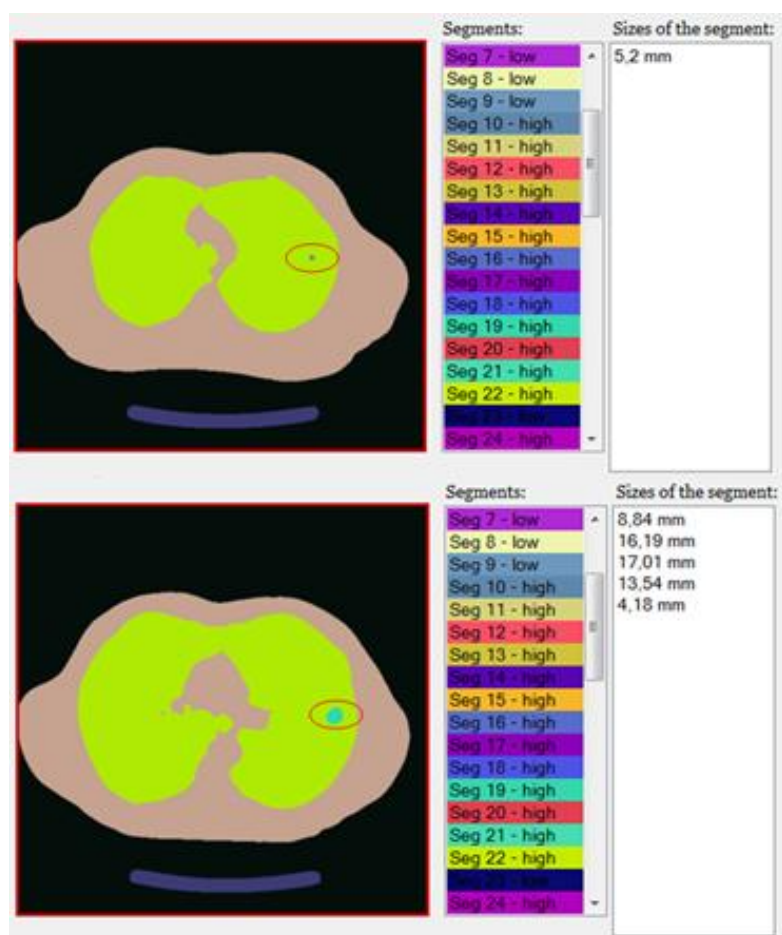 Segments:
Sizes of the segment:
Seg 7 - low
5,2 mm
Seg 8 - low
Seg 9 - low
Seg 10 - high
Seg 11 - high
Seg 12 - high
Seg 13 - high
Seg 14 - high
Seg 15 - high
Seg 16 - high
Seg 17 - high
Seg 18 - high
Seg 19 - high
Seg 20 - high
Seg 21 - high
Seg 22 - high
Seg 23 - low
Seg 24 - high
Segments:
Sizes of the segment:
Seg 7 - low
8,84 mm
Seg 8 - low
16,19 mm
Seg 9 - low
17,01 mm
Seg 10 - high
13,54 mm
Seg 11 - high
4,18 mm
Seg 12 - high
Seg 13 - high
Seg 14 - high
Seg 15 - high
Seg 16 - high
Seg 17 - high
Seg 18 - high
Seg 19 - high
Seg 20 - high
Seg 21 - high
Seg 22 - high
Seg 23 - low
Seg 24 - high